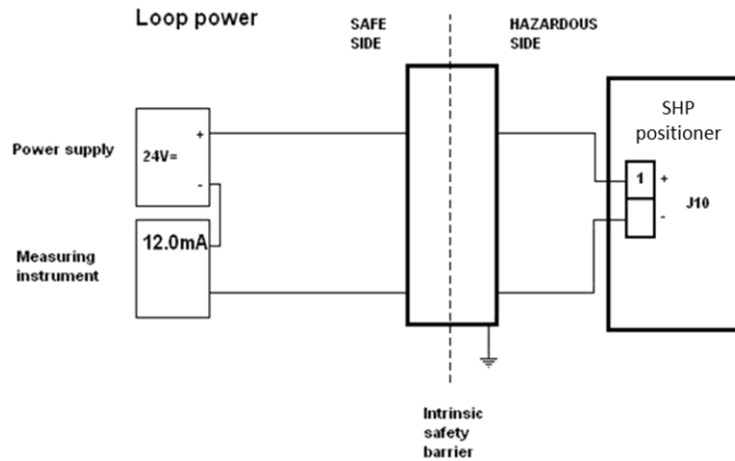 Loop power
SAFE
SIDE
HAZARDOUS
SIDE
SHP
positioner
Power supply
24V=
+
-
1
+
-
J10
Measuring
instrument
12.0mA
Intrinsic
safety
barrier